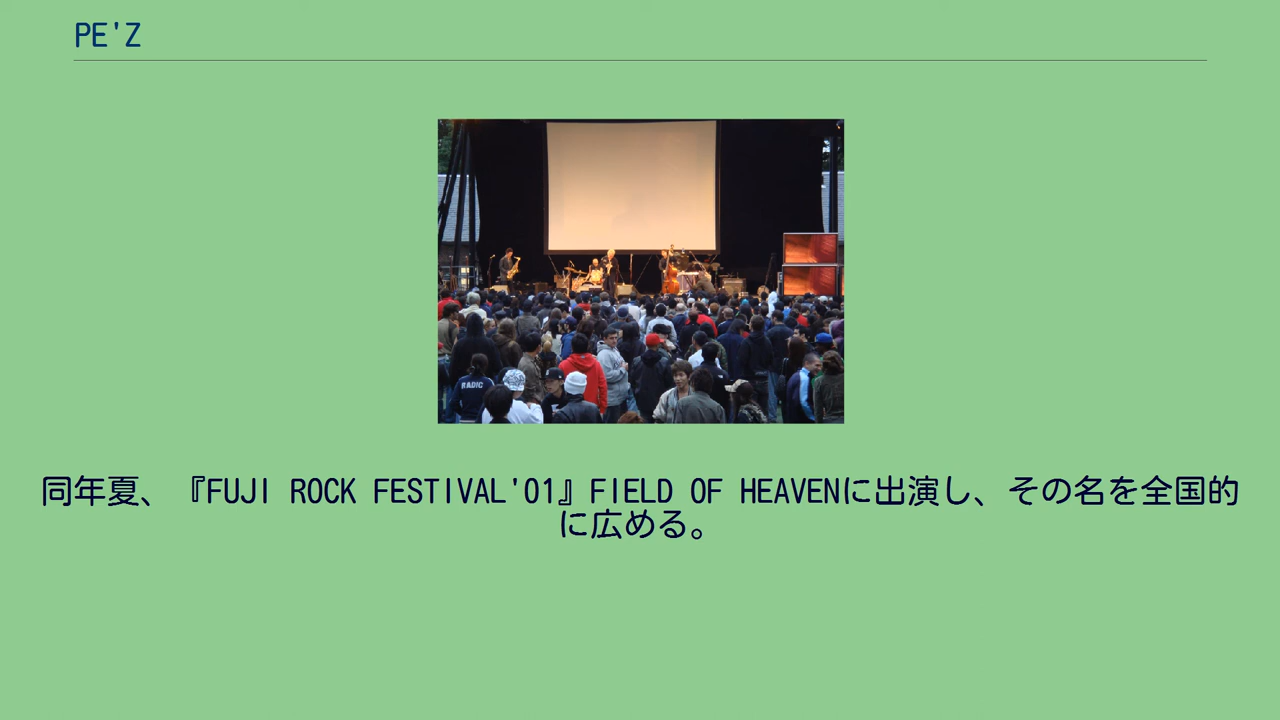 PE'Z
RADIC
同年夏、『FUJI ROCK FESTIVAL'01』FIELD OF HEAVENに出演し、その名を全国的
に広める。